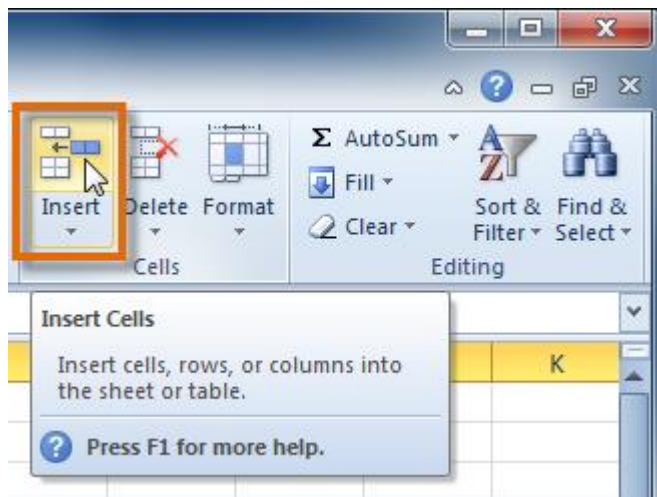 Σ AutoSum
Fill
Clear
Insert Delete Format
Sort & Filter
Find & Select
Cells
Editing
Insert Cells
Insert cells, rows, or columns into
the sheet or table.
Press F1 for more help.
K